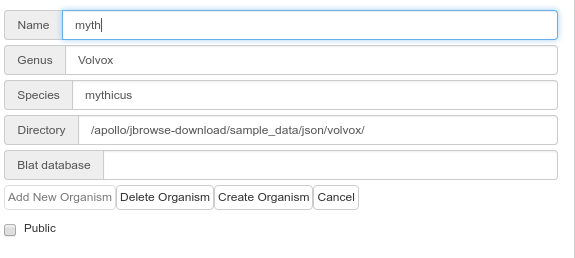 Name myth
Genus Volvox
Species mythicus
Directory /apollo/jbrowse-download/sample_data/json/volvox/
Blat database
Add New Organism Delete Organism Create Organism Cancel
Public